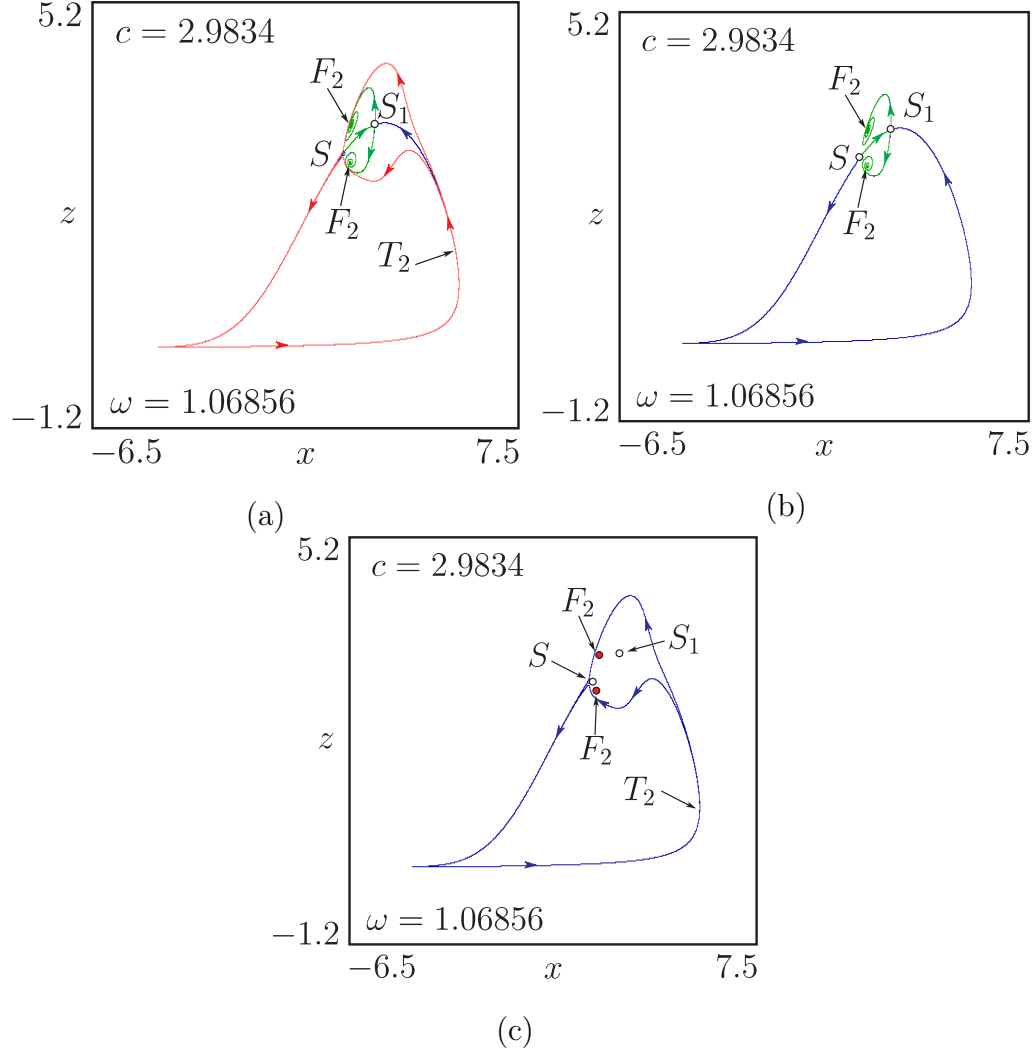 5.2
c = 2.9834
F₂
S₁
S
F₂
z
T₂
ω = 1.06856
−1.2
−6.5 x 7.5
(a)
5.2
c = 2.9834
F₂
S₁
S
F₂
z
ω = 1.06856
−1.2
−6.5 x 7.5
(b)
5.2
c = 2.9834
F₂
S₁
S
F₂
z
T₂
ω = 1.06856
−1.2
−6.5 x 7.5
(c)